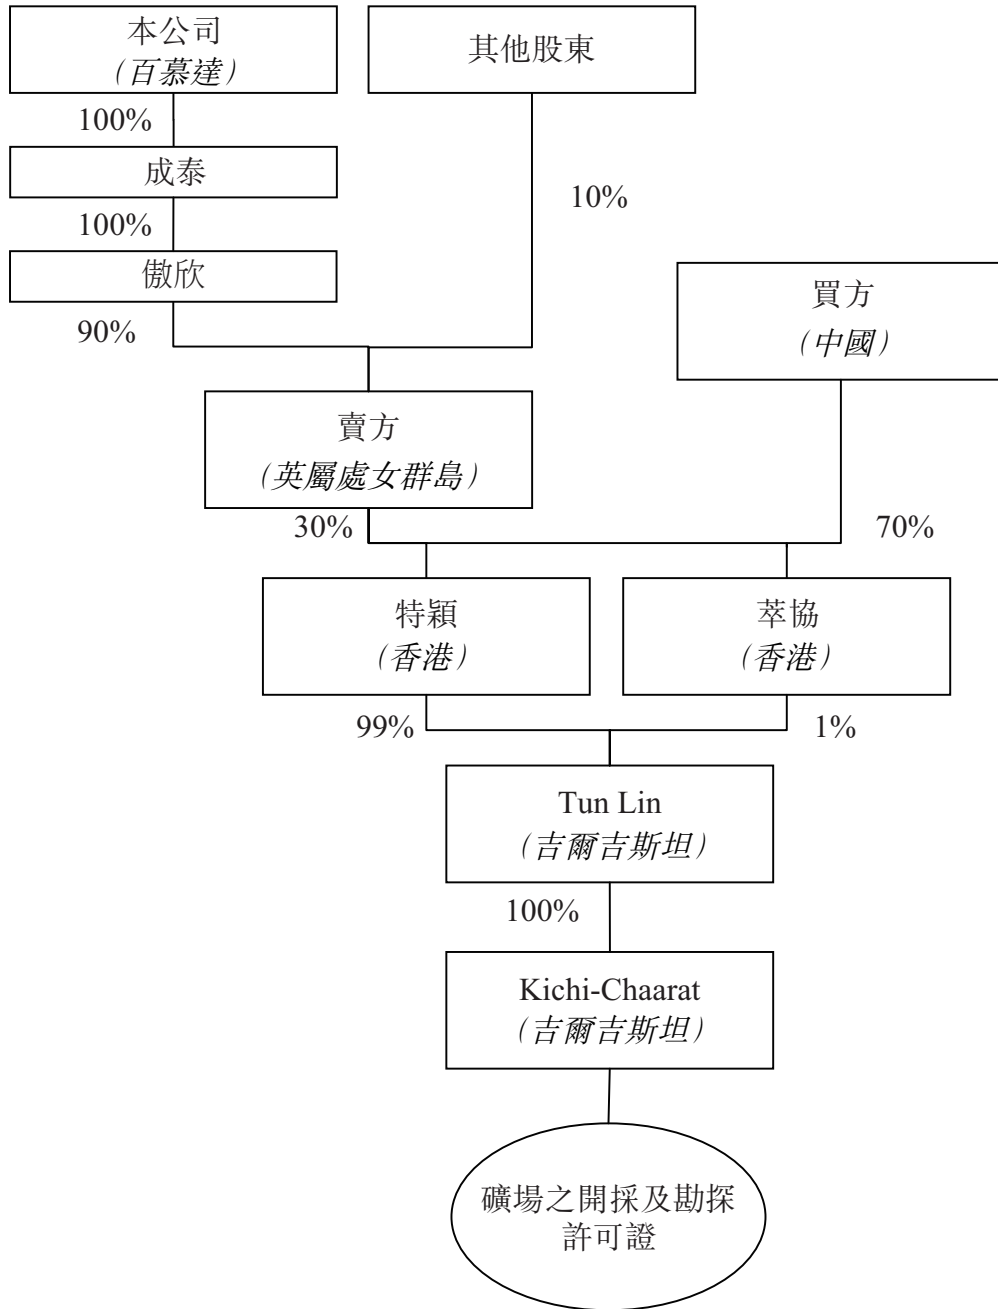 本公司
(百慕達)
其他股東
100%
成泰
10%
100%
傲欣
買方
(中國)
90%
賣方
(英屬處女群島)
30%
70%
特穎
(香港)
萃協
(香港)
99%
1%
Tun Lin
(吉爾吉斯坦)
100%
Kichi-Chaarat
(吉爾吉斯坦)
礦場之開採及勘探
許可證